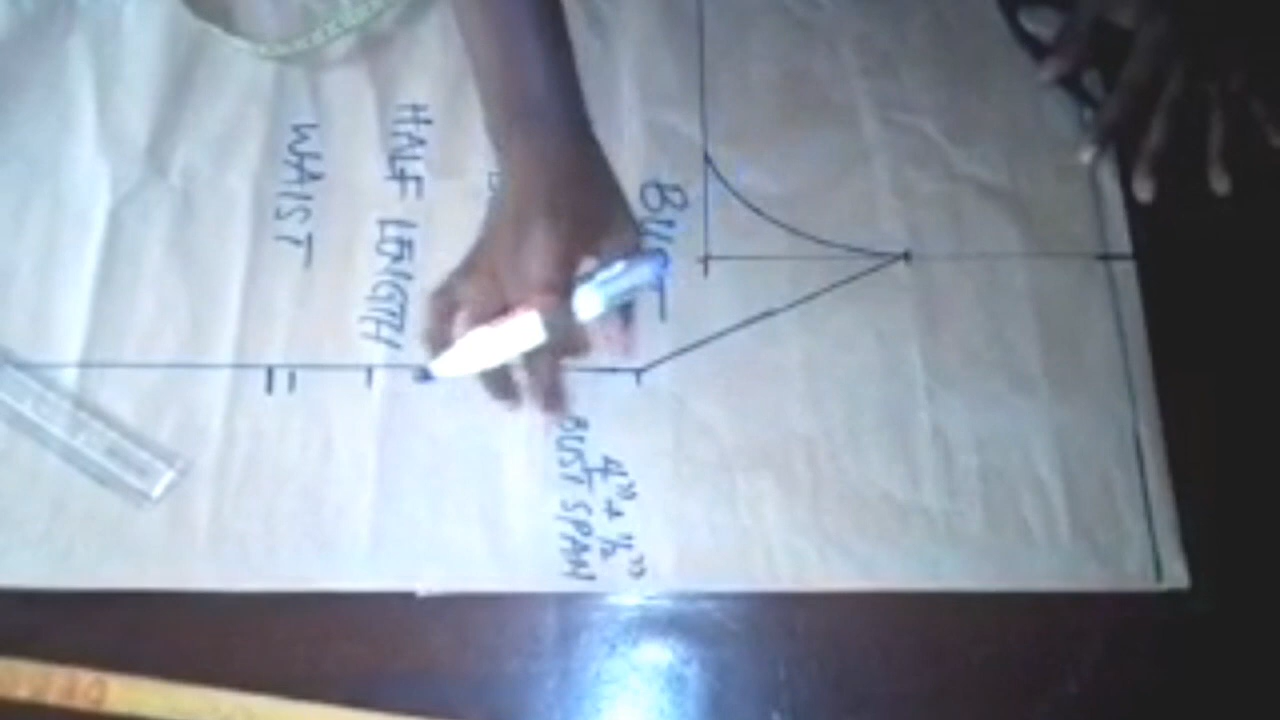 BUST
4" + 1/2"
BUST SPAN
HALF LENGTH
WAIST